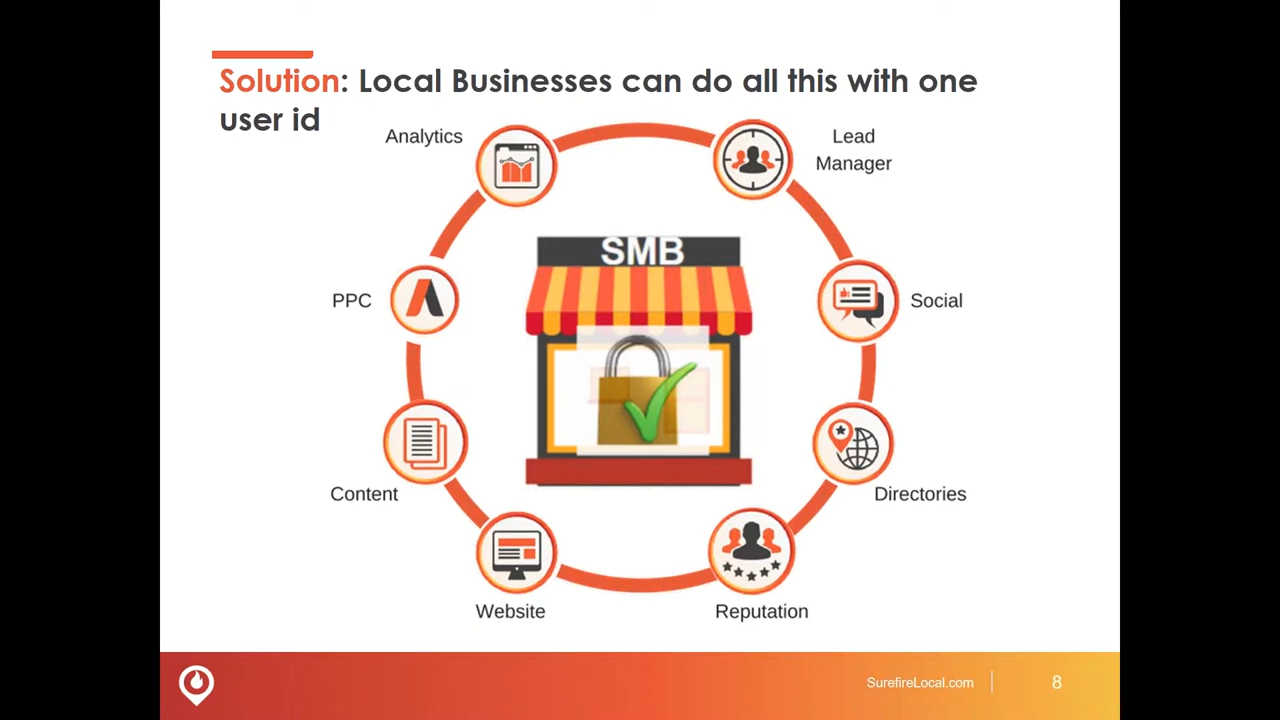 Solution: Local Businesses can do all this with one
user id
Analytics
Lead
Manager
SMB
PPC
Social
Content
Directories
Website
Reputation
SurefireLocal.com
8